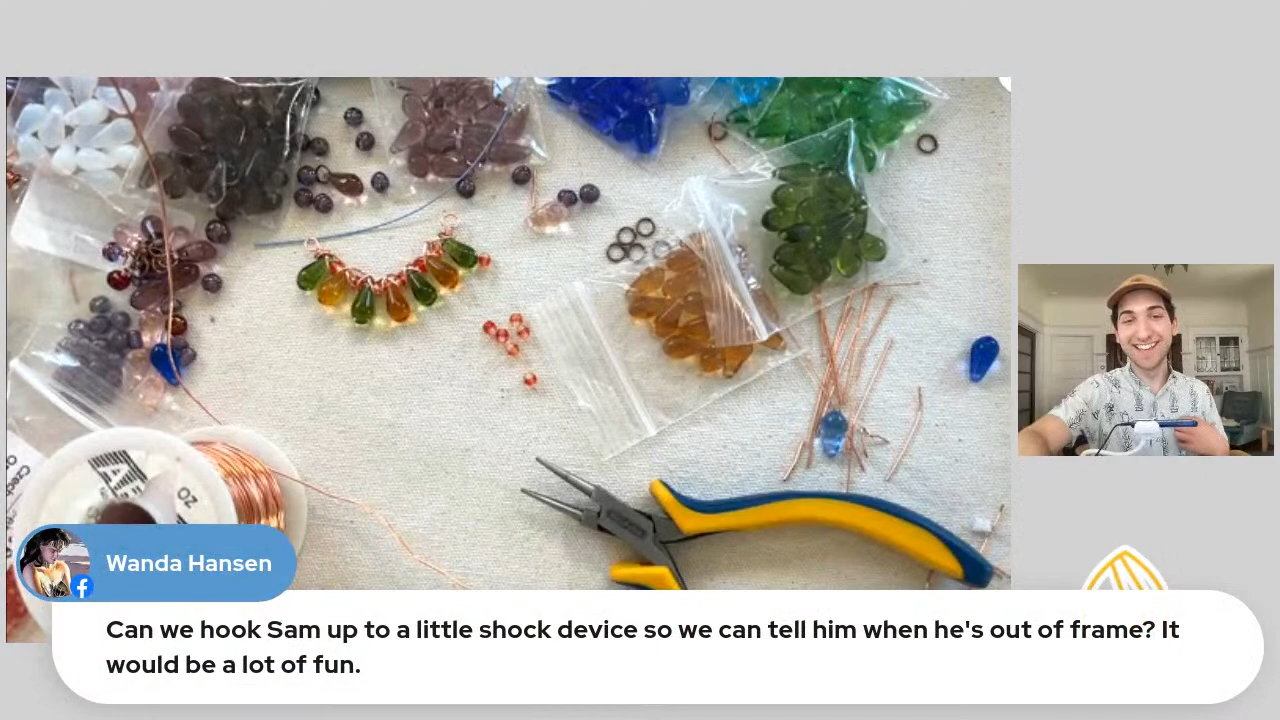 OZ
Wanda Hansen
Can we hook Sam up to a little shock device so we can tell him when he's out of frame? It
would be a lot of fun.